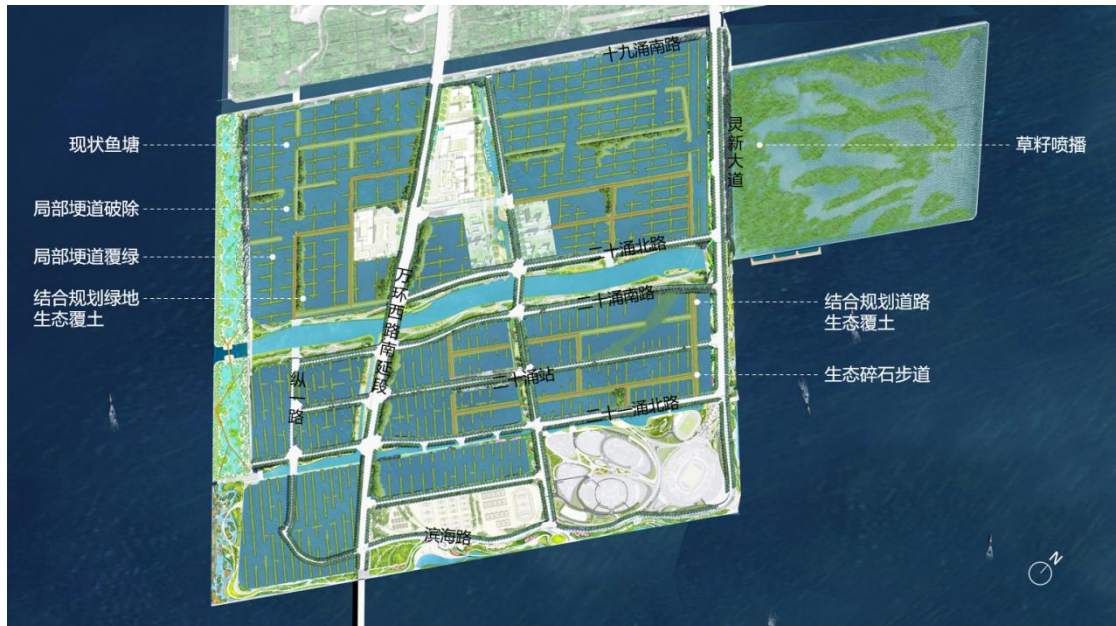 十九涌南路
现状鱼塘
灵新大道
草籽喷播
局部埂道破除
局部埂道覆绿
二十涌北路
万环西路南延段
结合规划绿地
生态覆土
二十涌南路
结合规划道路
生态覆土
纵一路
二十涌站
生态碎石步道
二十一涌北路
滨海路
N